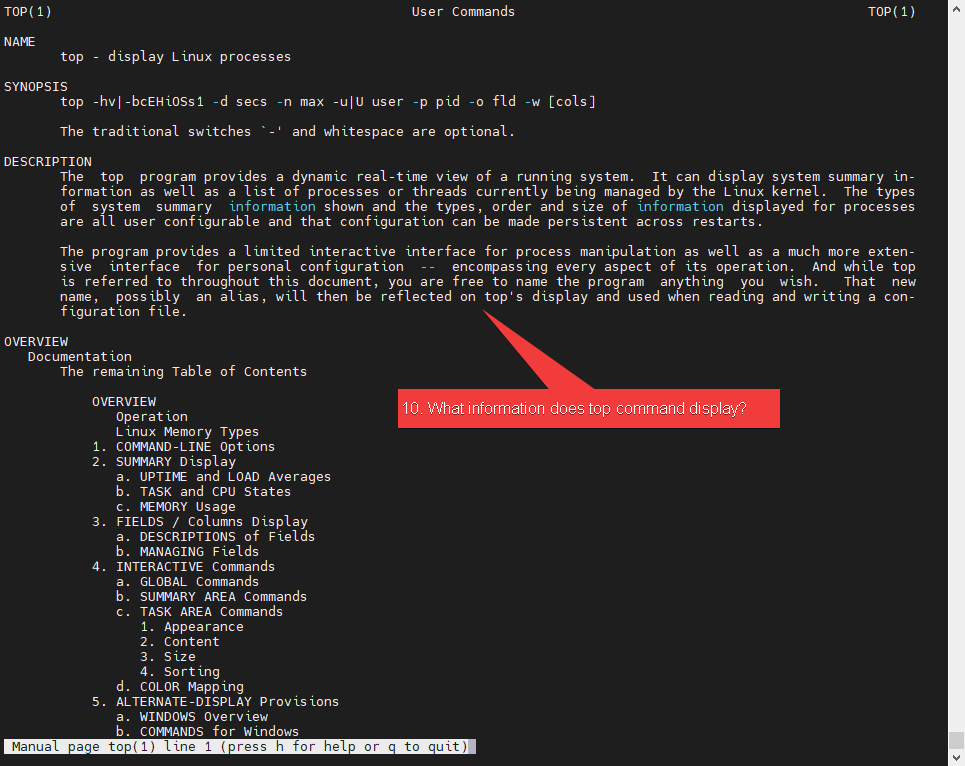 TOP(1) User Commands TOP(1)
NAME
top - display Linux processes
SYNOPSIS
top -hv|-bcEHiOSs1 -d secs -n max -u|U user -p pid -o fld -w [cols]
The traditional switches `-' and whitespace are optional.
DESCRIPTION
The top program provides a dynamic real-time view of a running system. It can display system summary in-
formation as well as a list of processes or threads currently being managed by the Linux kernel. The types
of system summary information shown and the types, order and size of information displayed for processes
are all user configurable and that configuration can be made persistent across restarts.
The program provides a limited interactive interface for process manipulation as well as a much more exten-
sive interface for personal configuration -- encompassing every aspect of its operation. And while top
is referred to throughout this document, you are free to name the program anything you wish. That new
name, possibly an alias, will then be reflected on top's display and used when reading and writing a con-
figuration file.
OVERVIEW
Documentation
The remaining Table of Contents
10. What information does top command display?
OVERVIEW
Operation
Linux Memory Types
1. COMMAND-LINE Options
2. SUMMARY Display
a. UPTIME and LOAD Averages
b. TASK and CPU States
c. MEMORY Usage
3. FIELDS / Columns Display
a. DESCRIPTIONS of Fields
b. MANAGING Fields
4. INTERACTIVE Commands
a. GLOBAL Commands
b. SUMMARY AREA Commands
c. TASK AREA Commands
1. Appearance
2. Content
3. Size
4. Sorting
d. COLOR Mapping
5. ALTERNATE-DISPLAY Provisions
a. WINDOWS Overview
b. COMMANDS for Windows
Manual page top(1) line 1 (press h for help or q to quit)